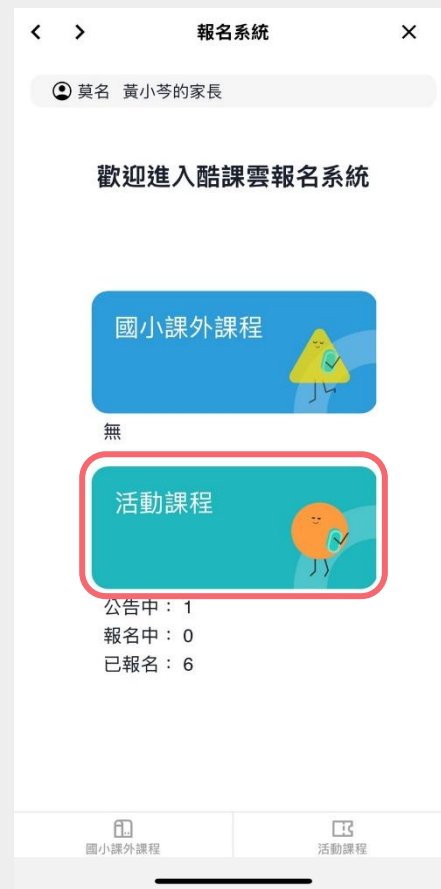 報名系統
莫名 黃小芩的家長
歡迎進入酷課雲報名系統
國小課外課程
無
活動課程
公告中：1
報名中：0
已報名：6
國小課外課程
活動課程